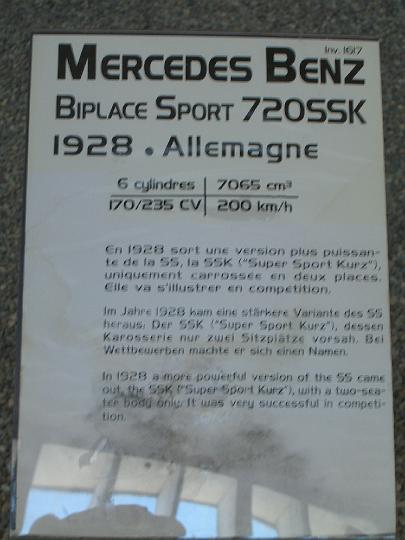 Inv. 1617
MERCEDES BENZ
BIPLACE SPORT 720SSK
1928 • Allemagne
6 cylindres | 7065 cm³
170/235 CV | 200 km/h
En 1928 sort une version plus puissan-
te de la SS, la SSK ("Super Sport Kurz"),
uniquement carrossée en deux places.
Elle va s'illustrer en compétition.
Im Jahre 1928 kam eine stärkere Variante des SS
heraus: Der SSK ("Super Sport Kurz"), dessen
Karosserie nur zwei Sitzplätze vorsah. Bei
Wettbewerben machte er sich einen Namen.
In 1928 a more powerful version of the SS came
out, the SSK ("Super Sport Kurz"), with a two-sea-
ter body only. It was very successful in competi-
tion.